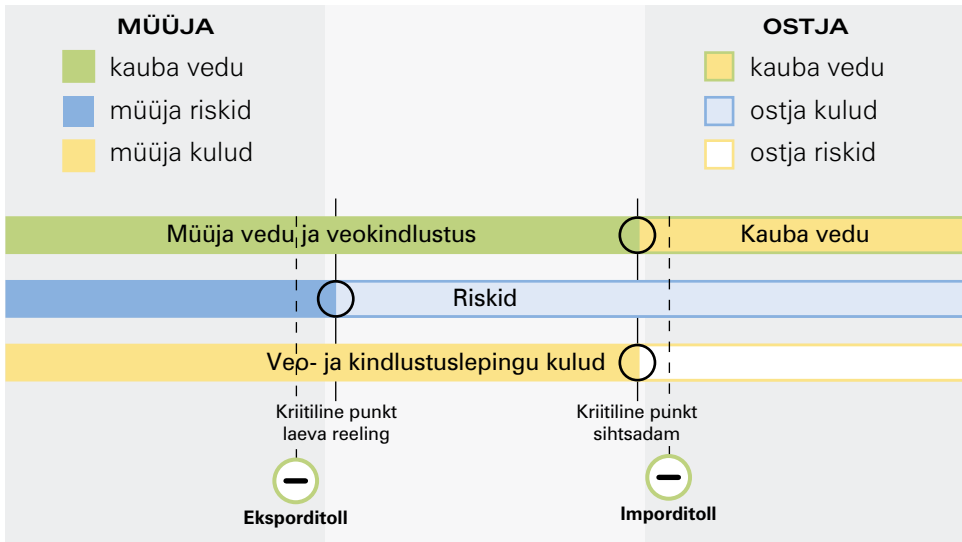 MÜÜJA
kauba vedu
müüja riskid
müüja kulud
OSTJA
kauba vedu
ostja kulud
ostja riskid
Müüja vedu ja veokindlustus
Kauba vedu
Riskid
Veo- ja kindlustuslepingu kulud
Kriitiline punkt
laeva reeling
Kriitiline punkt
sihtsadam
Eksporditoll
Imporditoll